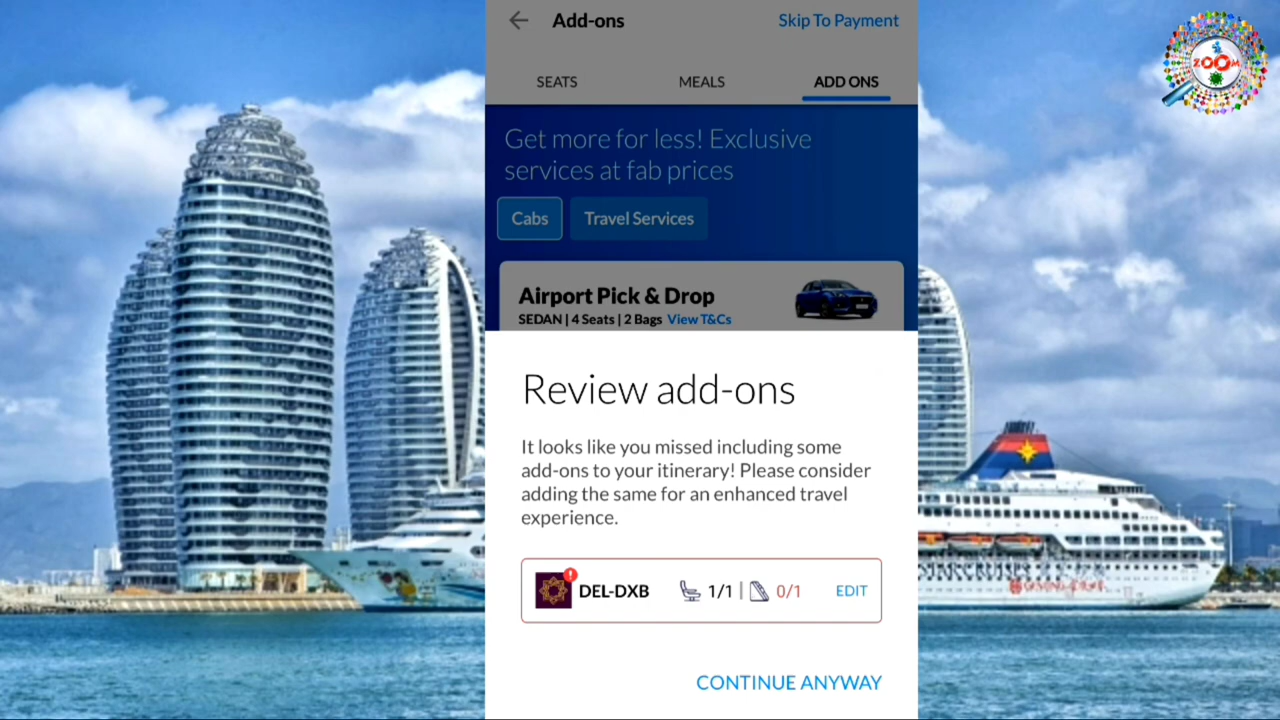 Add-ons
Skip To Payment
SEATS
MEALS
ADD ONS
Get more for less! Exclusive
services at fab prices
Cabs
Travel Services
Airport Pick & Drop
SEDAN | 4 Seats | 2 Bags View T&Cs
Review add-ons
It looks like you missed including some
add-ons to your itinerary! Please consider
adding the same for an enhanced travel
experience.
DEL-DXB
1/1 |
0/1
EDIT
CONTINUE ANYWAY
ZOOM